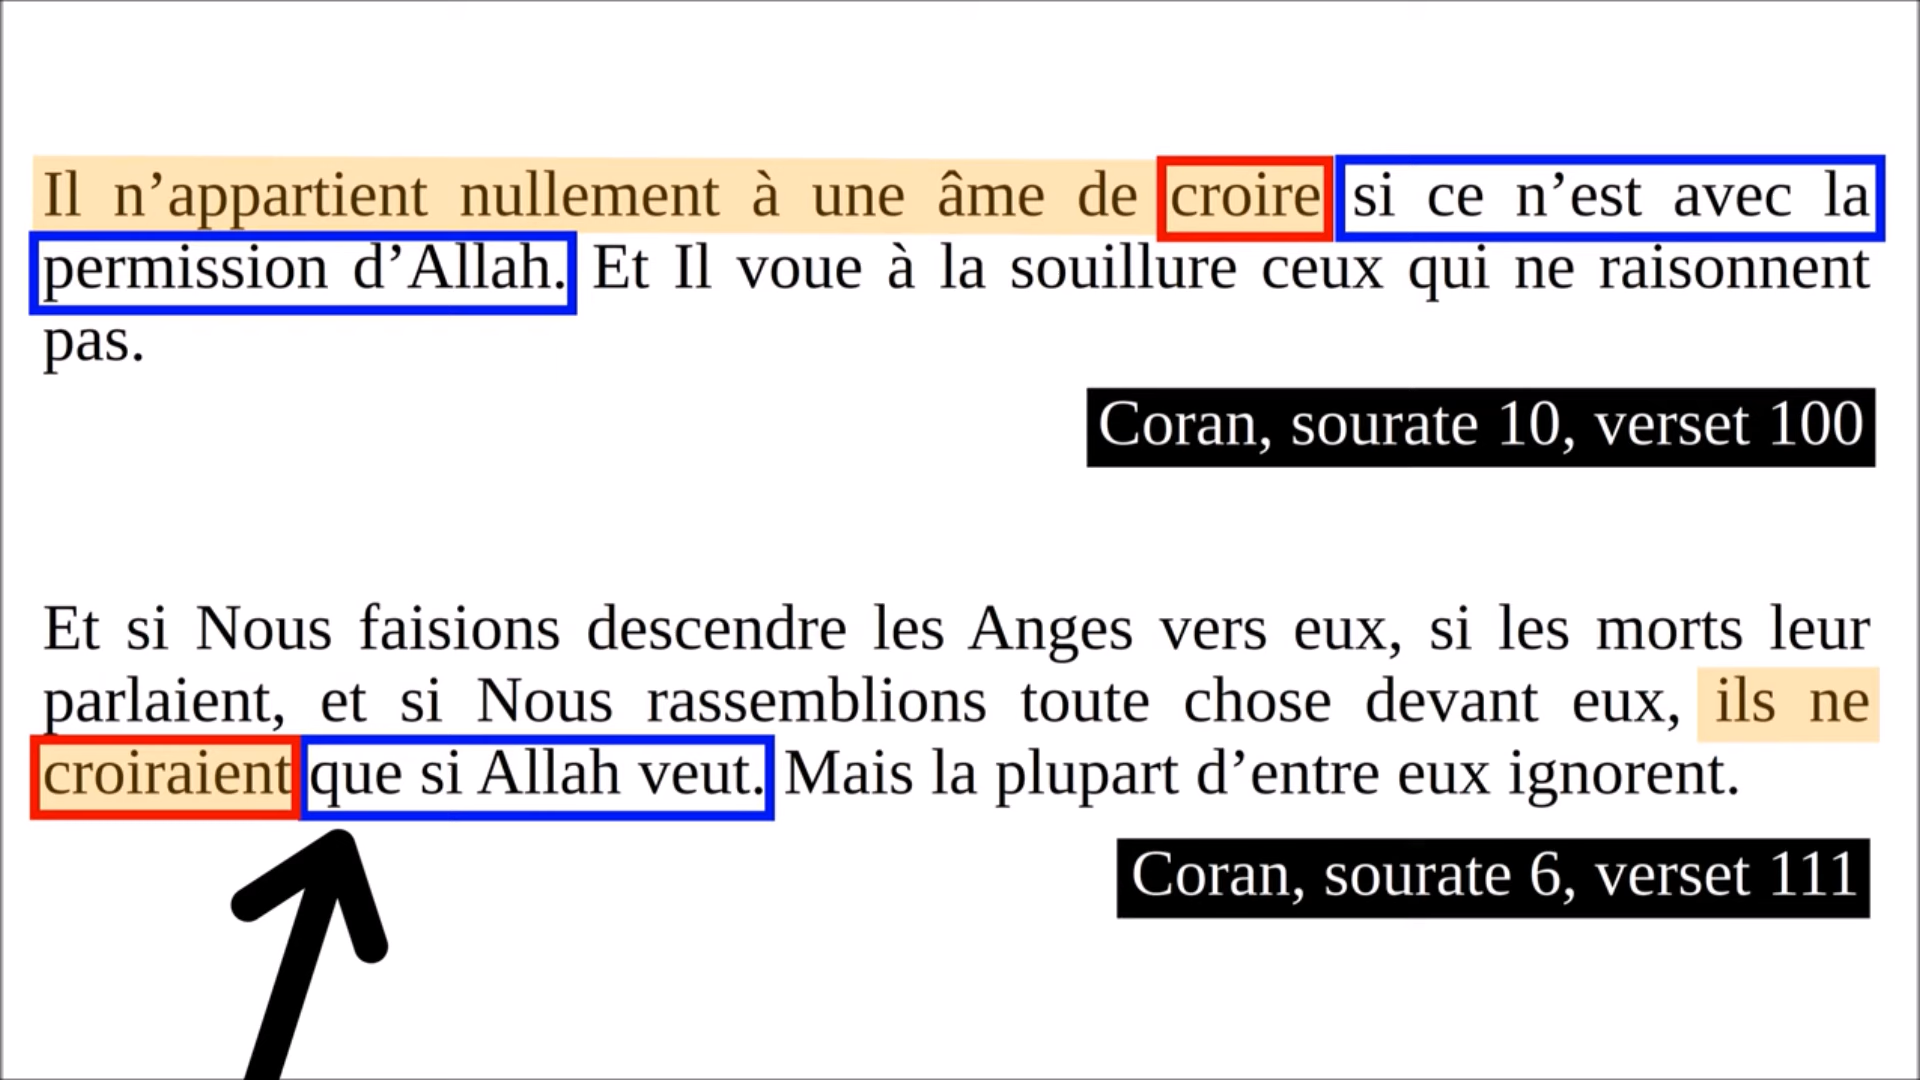 Il n’appartient nullement à une âme de croire si ce n’est avec la
permission d’Allah. Et Il voue à la souillure ceux qui ne raisonnent
pas.
Coran, sourate 10, verset 100
Et si Nous faisions descendre les Anges vers eux, si les morts leur
parlaient, et si Nous rassemblions toute chose devant eux, ils ne
croiraient que si Allah veut. Mais la plupart d’entre eux ignorent.
Coran, sourate 6, verset 111